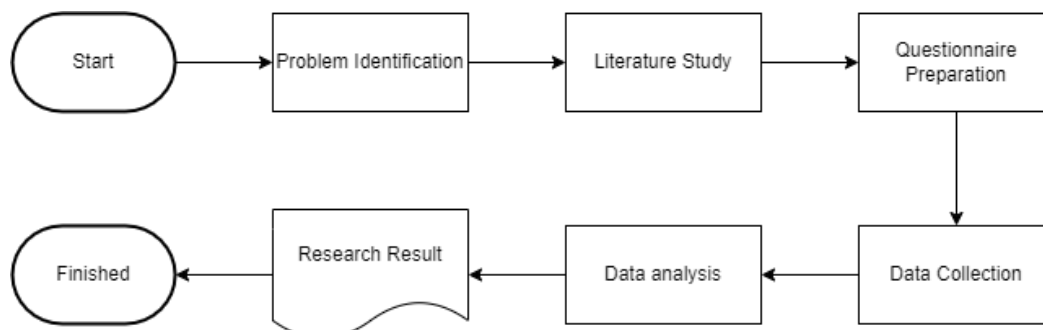 Start
Problem Identification
Literature Study
Questionnaire
Preparation
Data Collection
Data analysis
Research Result
Finished